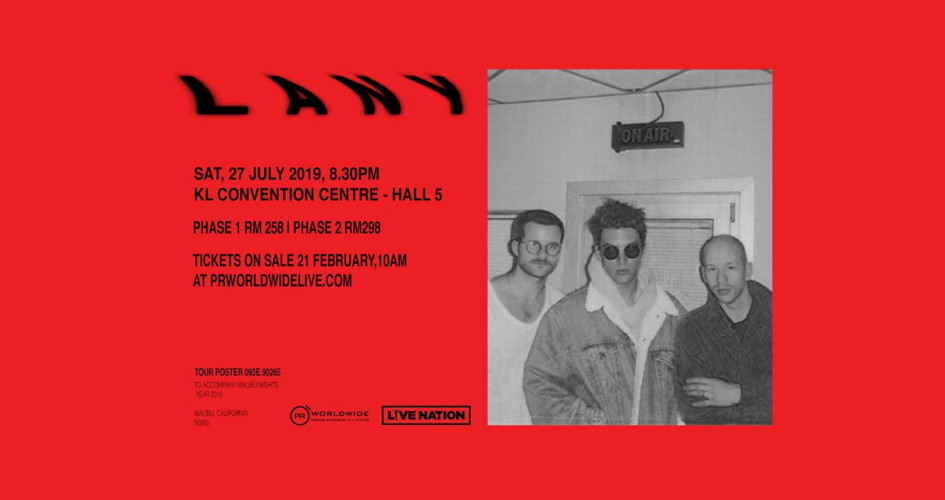 LANY
SAT, 27 JULY 2019, 8.30PM
KL CONVENTION CENTRE - HALL 5
PHASE 1 RM 258 I PHASE 2 RM298
TICKETS ON SALE 21 FEBRUARY,10AM
AT PRWORLDWIDELIVE.COM
ON AIR
TOUR POSTER 093E.90265
TO ACCOMPANY MALIBU NIGHTS
YEAR 2019
MALIBU, CALIFORNIA
90265
PR WORLDWIDE
LIVE NATION